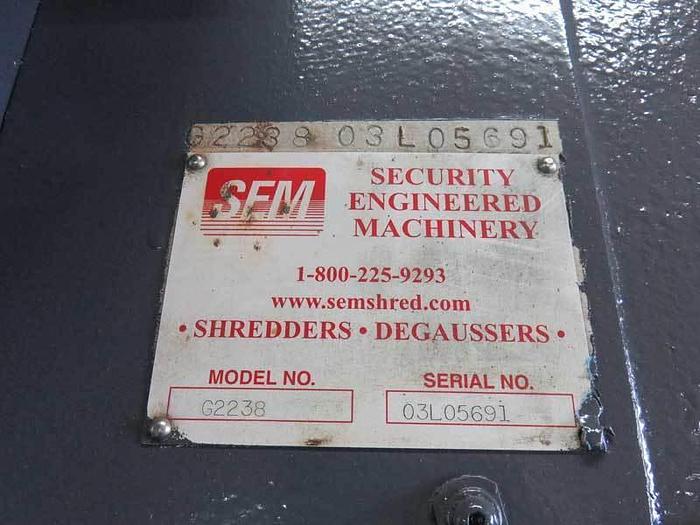 G2238 03L05691
SEM
SECURITY
ENGINEERED
MACHINERY
1-800-225-9293
www.semshred.com
• SHREDDERS • DEGAUSSERS •
MODEL NO. SERIAL NO.
G2238 03L05691